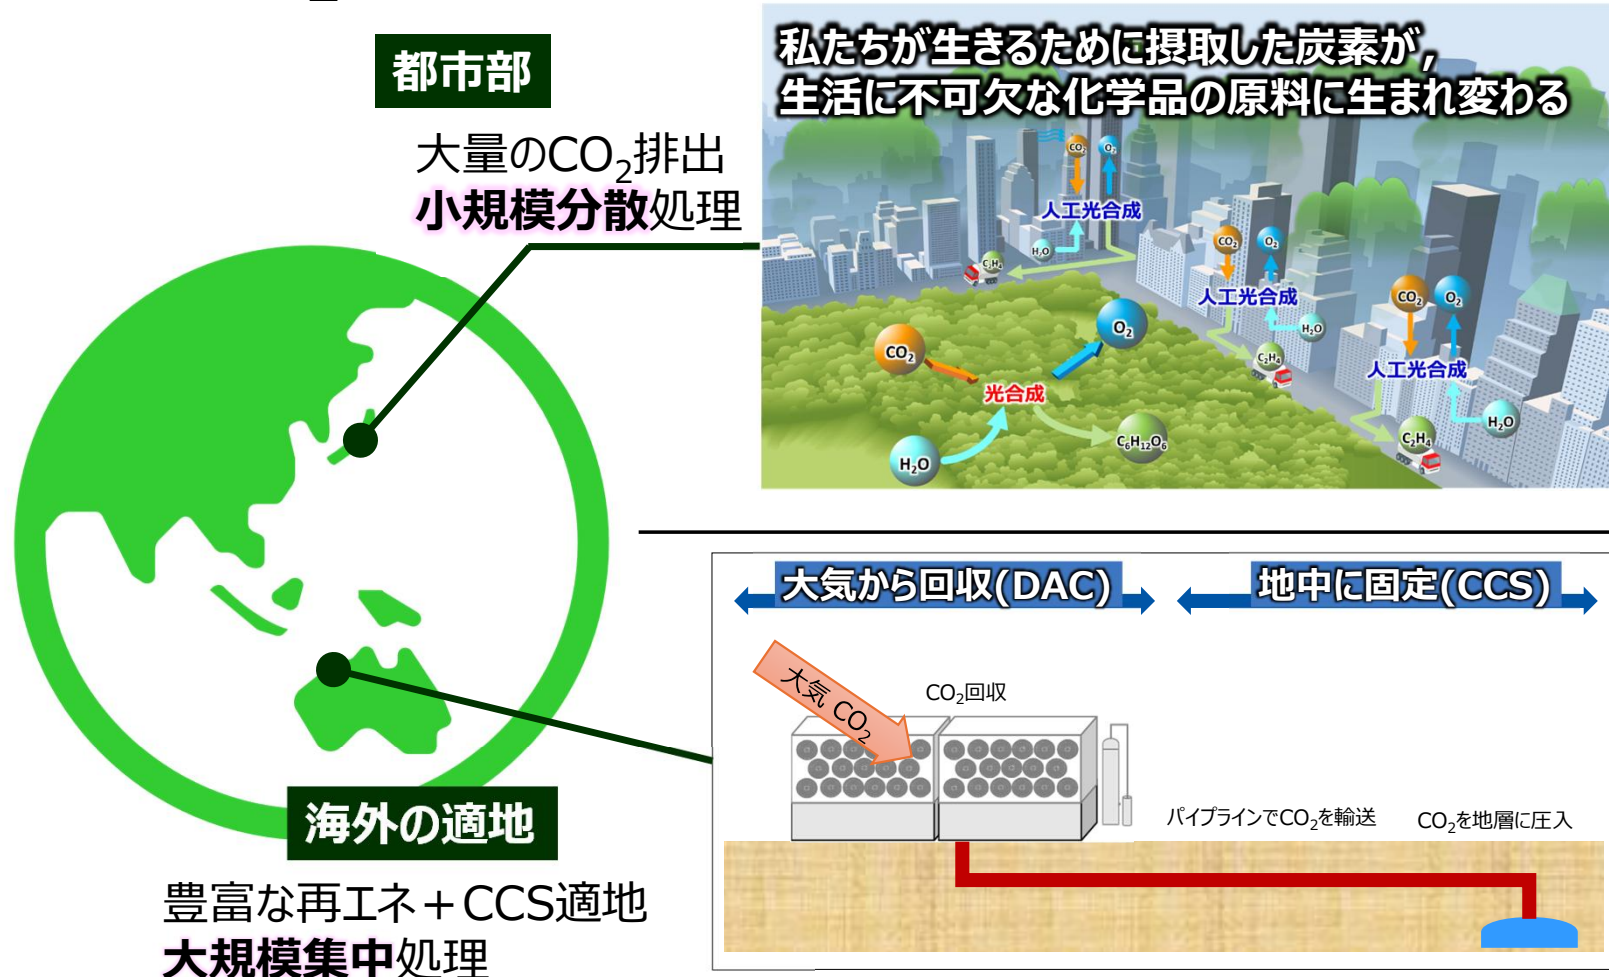 都市部
大量のCO₂排出
小規模分散処理
私たちが生きるために摂取した炭素が,
生活に不可欠な化学品の原料に生まれ変わる
CO₂
O₂
人工光合成
H₂O
C₂H₄
CO₂
O₂
人工光合成
H₂O
C₂H₄
CO₂
O₂
人工光合成
H₂O
C₂H₄
CO₂
O₂
光合成
H₂O
C₆H₁₂O₆
海外の適地
豊富な再エネ+CCS適地
大規模集中処理
大気から回収(DAC)
地中に固定(CCS)
大気 CO₂
CO₂回収
パイプラインでCO₂を輸送
CO₂を地層に圧入